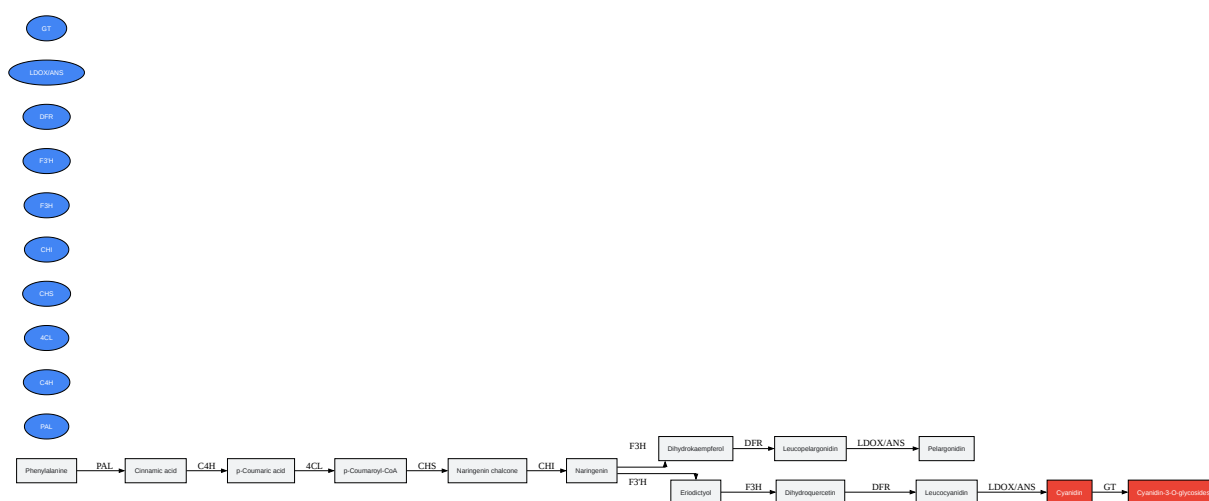 GT
LDOX/ANS
DFR
F3'H
F3H
CHI
CHS
4CL
C4H
PAL
F3H
Dihydrokaempferol
DFR
Leucopelargonidin
LDOX/ANS
Pelargonidin
Phenylalanine
PAL
Cinnamic acid
C4H
p-Coumaric acid
4CL
p-Coumaroyl-CoA
CHS
Naringenin chalcone
CHI
Naringenin
F3'H
Eriodictyol
F3H
Dihydroquercetin
DFR
Leucocyanidin
LDOX/ANS
Cyanidin
GT
Cyanidin-3-O-glycosides